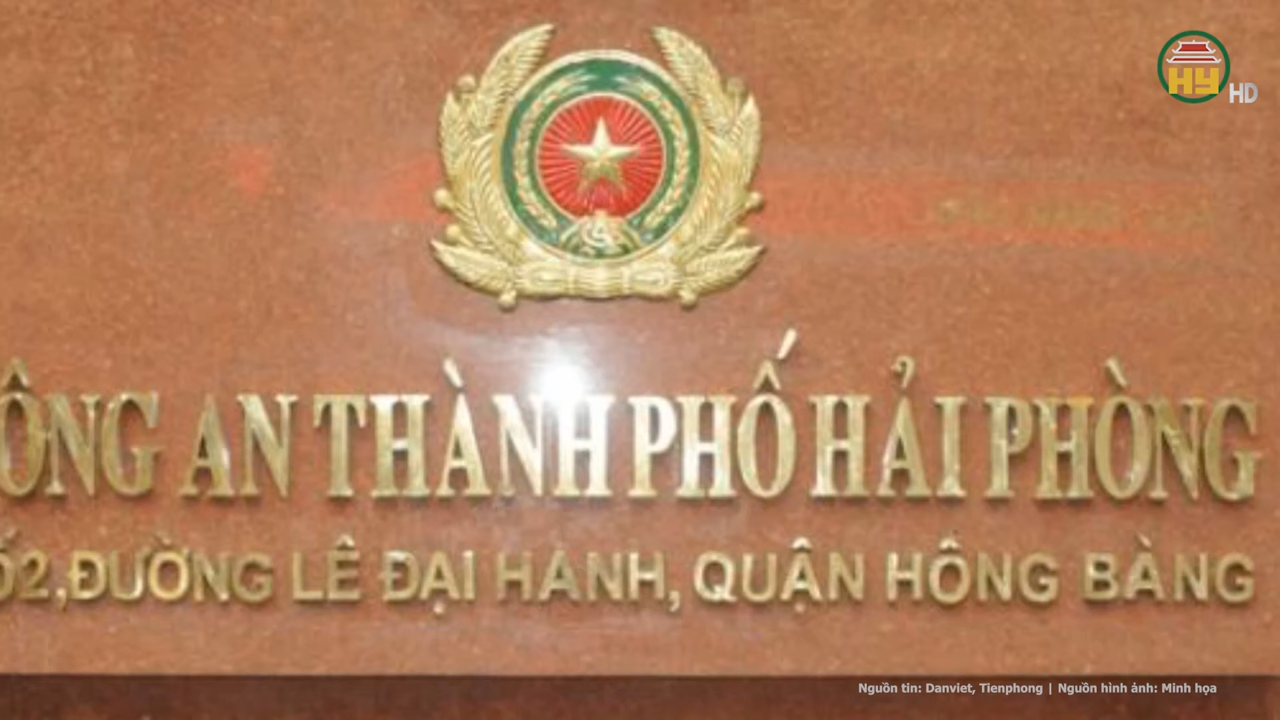 HY HD
ÔNG AN THÀNH PHỐ HẢI PHÒNG
Ố2,ĐƯỜNG LÊ ĐẠI HÀNH, QUẬN HỒNG BÀNG
Nguồn tin: Danviet, Tienphong | Nguồn hình ảnh: Minh họa